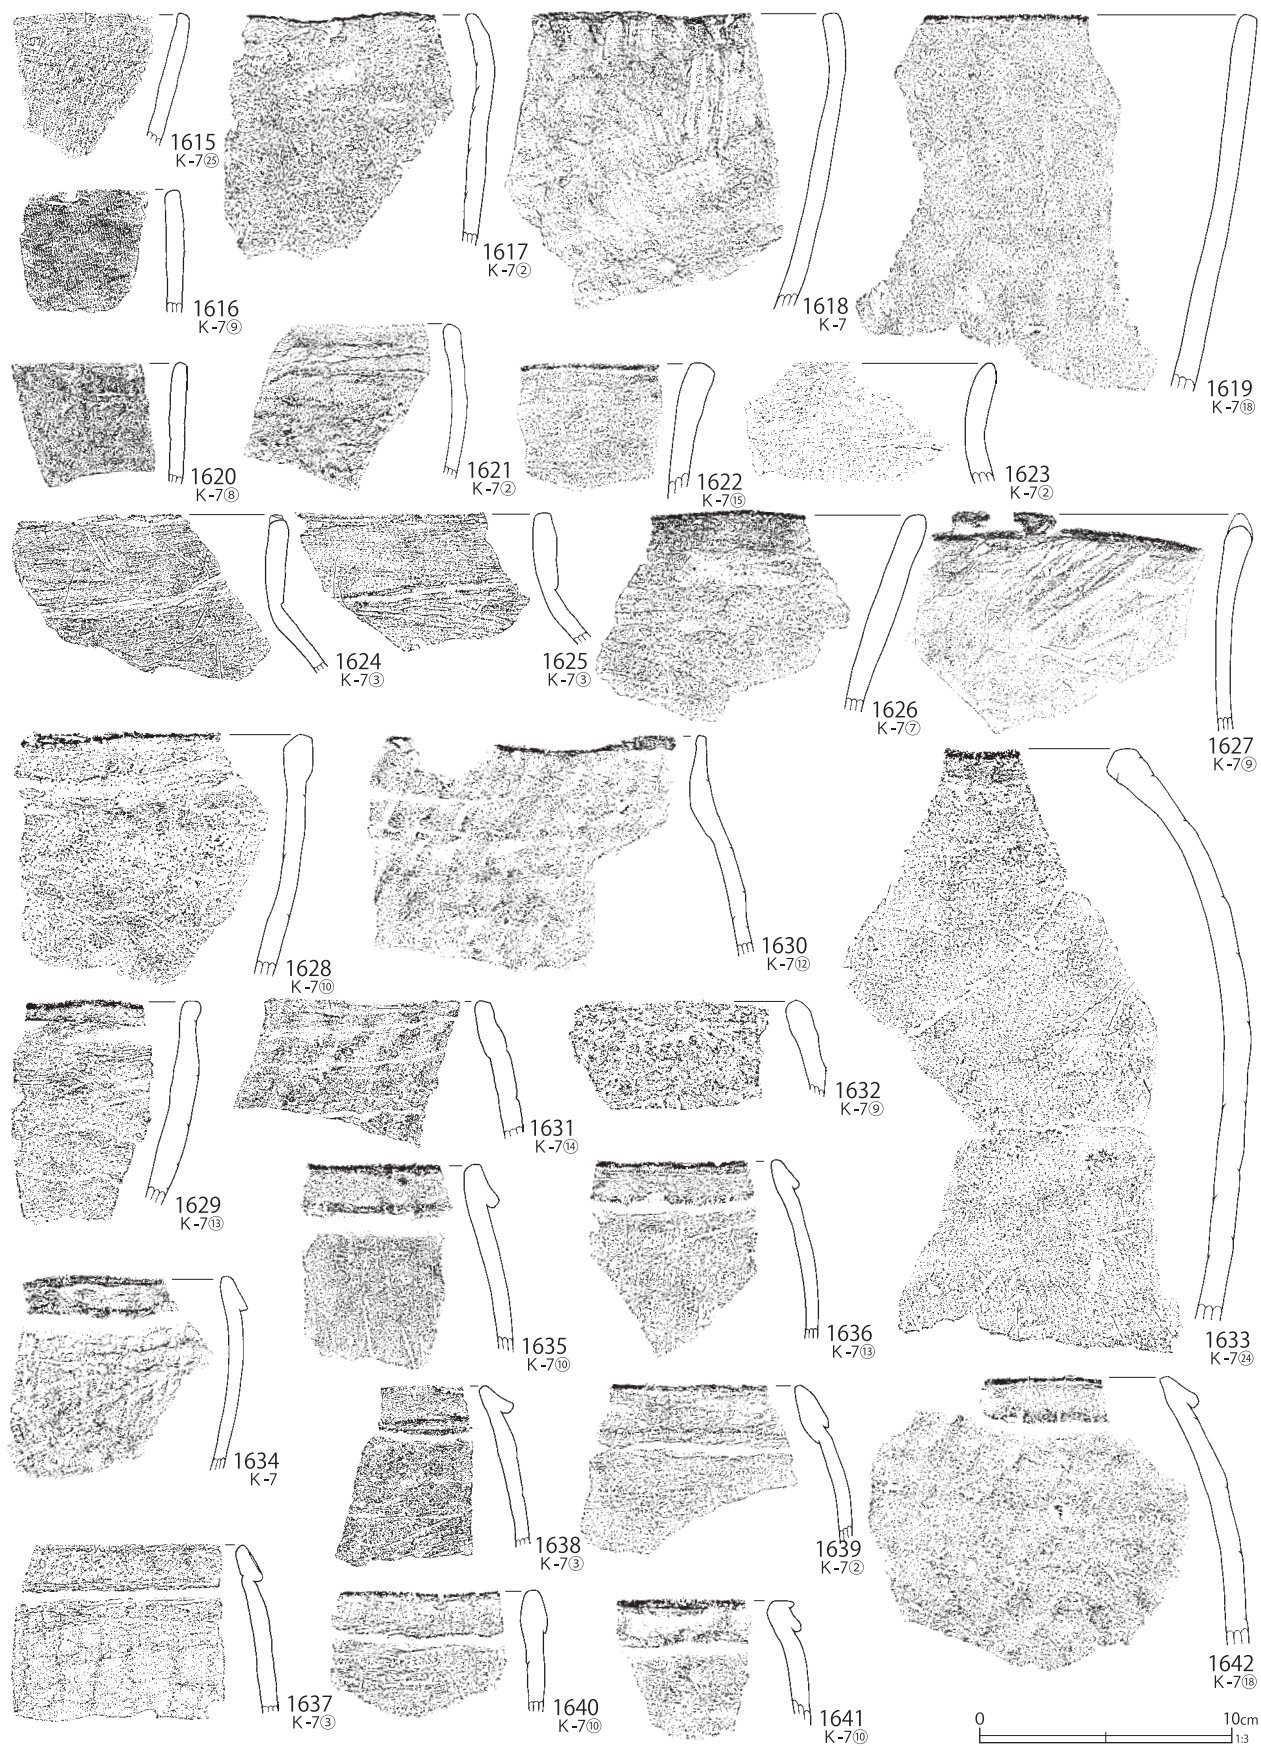 1615
K-7㉕
1617
K-7②
1618
K-7
1616
K-7⑨
1619
K-7⑱
1620
K-7⑧
1621
K-7②
1622
K-7⑮
1623
K-7②
1624
K-7③
1625
K-7③
1626
K-7⑦
1627
K-7⑨
1628
K-7⑩
1630
K-7⑫
1629
K-7⑬
1631
K-7⑭
1632
K-7⑨
1633
K-7㉔
1635
K-7⑩
1636
K-7⑬
1634
K-7
1638
K-7③
1639
K-7②
1642
K-7⑱
1637
K-7③
1640
K-7⑩
1641
K-7⑩
0 10cm
1:3